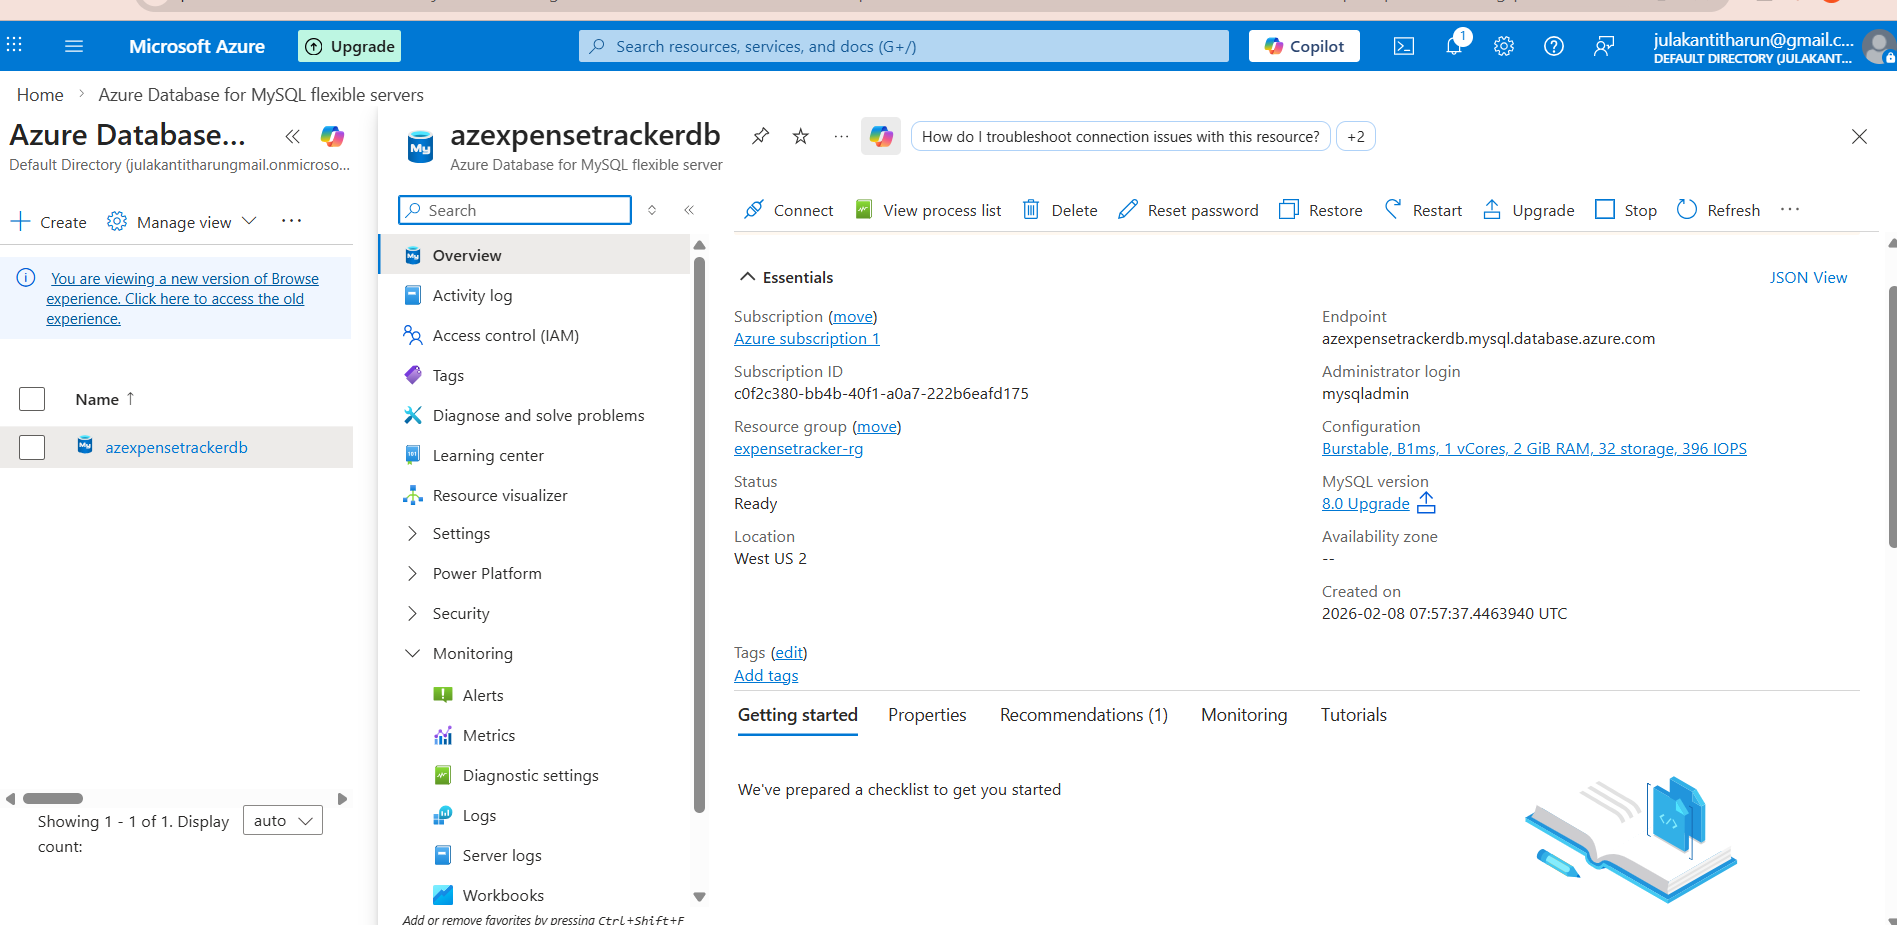 Microsoft Azure
Upgrade
Search resources, services, and docs (G+/)
Copilot
1
julakantitharun@gmail.c...
DEFAULT DIRECTORY (JULAKANT...
Home > Azure Database for MySQL flexible servers
Azure Database...
Default Directory (julakantitharungmail.onmicroso...
Create
Manage view
...
You are viewing a new version of Browse
experience. Click here to access the old
experience.
Name ↑
azexpensetrackerdb
Showing 1 - 1 of 1. Display
count:
auto
azexpensetrackerdb
Azure Database for MySQL flexible server
...
How do I troubleshoot connection issues with this resource?
+2
Search
Overview
Activity log
Access control (IAM)
Tags
Diagnose and solve problems
Learning center
Resource visualizer
Settings
Power Platform
Security
Monitoring
Alerts
Metrics
Diagnostic settings
Logs
Server logs
Workbooks
Add or remove favorites by pressing Ctrl+Shift+F
Connect
View process list
Delete
Reset password
Restore
Restart
Upgrade
Stop
Refresh
...
Essentials
JSON View
Subscription (move)
Azure subscription 1
Subscription ID
c0f2c380-bb4b-40f1-a0a7-222b6eafd175
Resource group (move)
expensetracker-rg
Status
Ready
Location
West US 2
Endpoint
azexpensetrackerdb.mysql.database.azure.com
Administrator login
mysqladmin
Configuration
Burstable, B1ms, 1 vCores, 2 GiB RAM, 32 storage, 396 IOPS
MySQL version
8.0 Upgrade
Availability zone
--
Created on
2026-02-08 07:57:37.4463940 UTC
Tags (edit)
Add tags
Getting started
Properties
Recommendations (1)
Monitoring
Tutorials
We've prepared a checklist to get you started